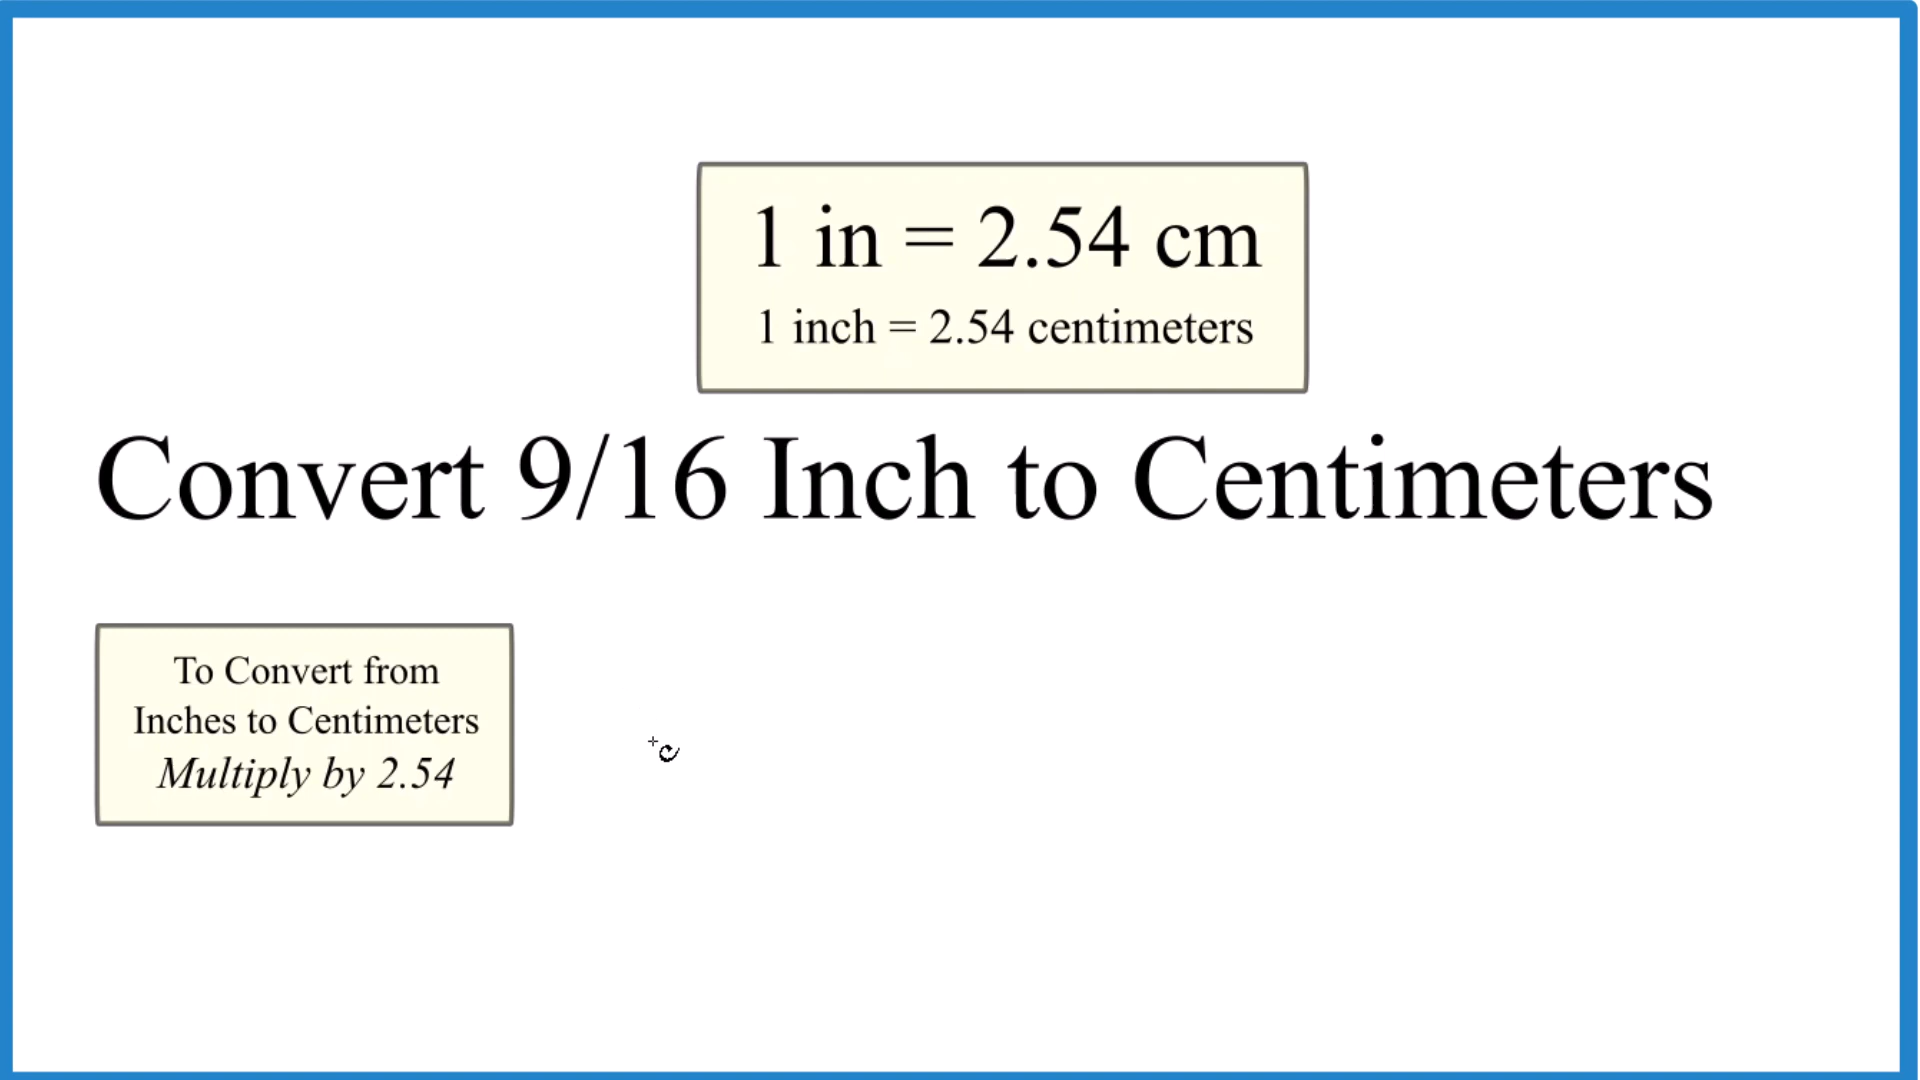 1 in = 2.54 cm
1 inch = 2.54 centimeters
Convert 9/16 Inch to Centimeters
To Convert from
Inches to Centimeters
Multiply by 2.54